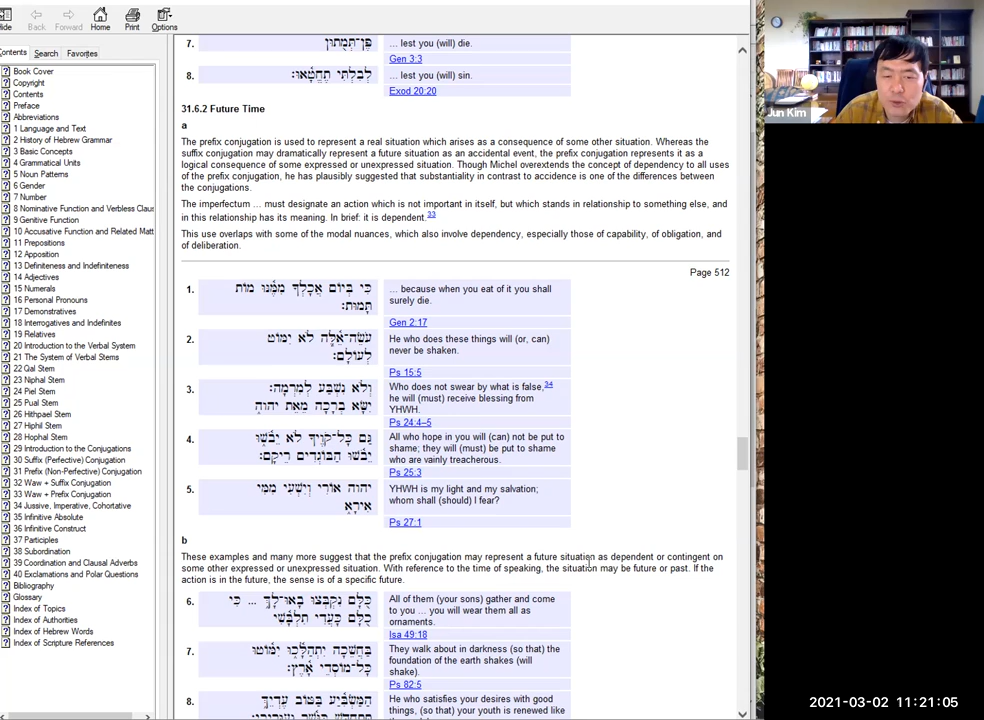 Hide Back Forward Home Print Options
Contents Search Favorites
Book Cover
Copyright
Contents
Preface
Abbreviations
1 Language and Text
2 History of Hebrew Grammar
3 Basic Concepts
4 Grammatical Units
5 Noun Patterns
6 Gender
7 Number
8 Nominative Function and Verbless Claus
9 Genitive Function
10 Accusative Function and Related Matt
11 Prepositions
12 Apposition
13 Definiteness and Indefiniteness
14 Adjectives
15 Numerals
16 Personal Pronouns
17 Demonstratives
18 Interrogatives and Indefinites
19 Relatives
20 Introduction to the Verbal System
21 The System of Verbal Stems
22 Qal Stem
23 Niphal Stem
24 Piel Stem
25 Pual Stem
26 Hithpael Stem
27 Hiphil Stem
28 Hophal Stem
29 Introduction to the Conjugations
30 Suffix (Perfective) Conjugation
31 Prefix (Non-Perfective) Conjugation
32 Waw + Suffix Conjugation
33 Waw + Prefix Conjugation
34 Jussive, Imperative, Cohortative
35 Infinitive Absolute
36 Infinitive Construct
37 Participles
38 Subordination
39 Coordination and Clausal Adverbs
40 Exclamations and Polar Questions
Bibliography
Glossary
Index of Topics
Index of Authorities
Index of Hebrew Words
Index of Scripture References
7. פֶּן־תְּמֻתוּן … lest you (will) die.
Gen 3:3
8. לְבִלְתִּי תֶחֱטָאוּ׃ … lest you (will) sin.
Exod 20:20
31.6.2 Future Time
a
The prefix conjugation is used to represent a real situation which arises as a consequence of some other situation. Whereas the
suffix conjugation may dramatically represent a future situation as an accidental event, the prefix conjugation represents it as a
logical consequence of some expressed or unexpressed situation. Though Michel overextends the concept of dependency to all uses
of the prefix conjugation, he has plausibly suggested that substantiality in contrast to accidence is one of the differences between
the conjugations.
The imperfectum … must designate an action which is not important in itself, but which stands in relationship to something else, and
in this relationship has its meaning. In brief: it is dependent.33
This use overlaps with some of the modal nuances, which also involve dependency, especially those of capability, of obligation, and
of deliberation.
Page 512
1. כִּי בְּיוֹם אֲכָלְךָ מִמֶּנּוּ מוֹת
תָּמוּת׃
… because when you eat of it you shall
surely die.
Gen 2:17
2. עֹשֵׂה־אֵלֶּה לֹא יִמּוֹט
לְעוֹלָם׃
He who does these things will (or, can)
never be shaken.
Ps 15:5
3. וְלֹא נִשְׁבַּע לְמִרְמָה׃
יִשָּׂא בְרָכָה מֵאֵת יהוה
Who does not swear by what is false,34
he will (must) receive blessing from
YHWH.
Ps 24:4–5
4. גַּם כָּל־קֹוֶיךָ לֹא יֵבֹשׁוּ
יֵבֹשׁוּ הַבּוֹגְדִים רֵיקָם׃
All who hope in you will (can) not be put to
shame; they will (must) be put to shame
who are vainly treacherous.
Ps 25:3
5. יהוה אוֹרִי וְיִשְׁעִי מִמִּי
אִירָא
YHWH is my light and my salvation;
whom shall (should) I fear?
Ps 27:1
b
These examples and many more suggest that the prefix conjugation may represent a future situation as dependent or contingent on
some other expressed or unexpressed situation. With reference to the time of speaking, the situation may be future or past. If the
action is in the future, the sense is of a specific future.
6. כֻּלָּם נִקְבְּצוּ בָאוּ־לָךְ … כִּי
כֻלָּם כָּעֲדִי תִלְבָּשִׁי
All of them (your sons) gather and come
to you … you will wear them all as
ornaments.
Isa 49:18
7. בַּחֲשֵׁכָה יִתְהַלָּכוּ יִמּוֹטוּ
כָּל־מוֹסְדֵי אָרֶץ׃
They walk about in darkness (so that) the
foundation of the earth shakes (will
shake).
Ps 82:5
8. הַמַּשְׂבִּיעַ בַּטּוֹב עֶדְיֵךְ
He who satisfies your desires with good
things, (so that) your youth is renewed like
Jun Kim
2021-03-02 11:21:05